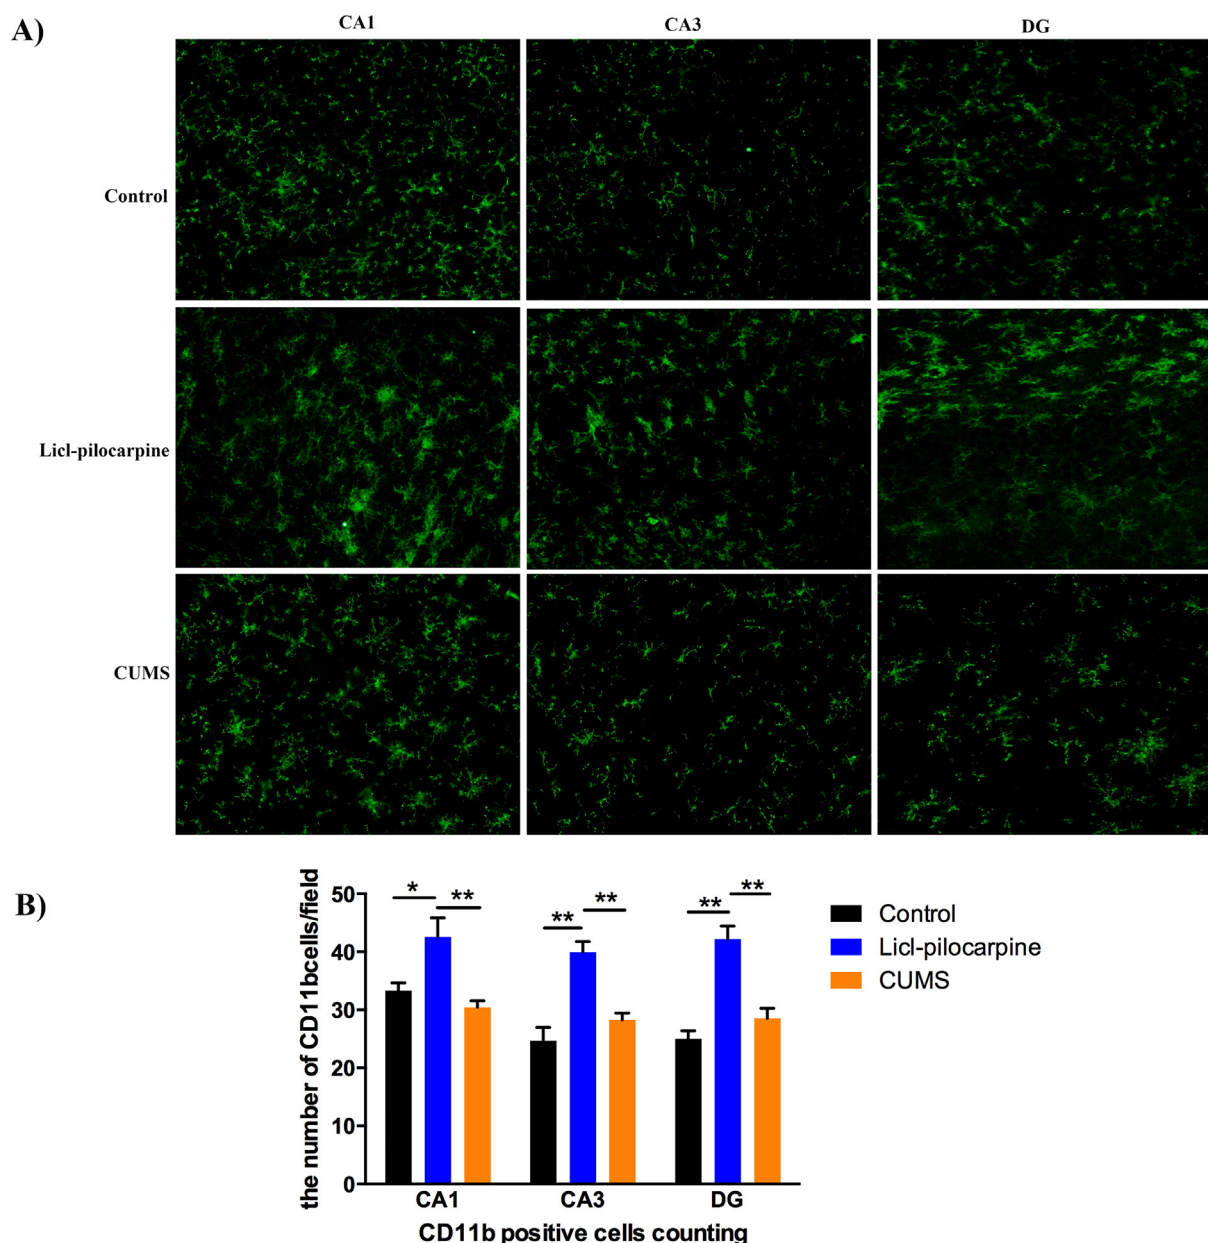 A)
CA1 CA3 DG
Control
Licl-pilocarpine
CUMS
B)
the number of CD11bcells/field
50
40
30
20
10
0
* ** ** ** ** **
CA1 CA3 DG
CD11b positive cells counting
Control
Licl-pilocarpine
CUMS